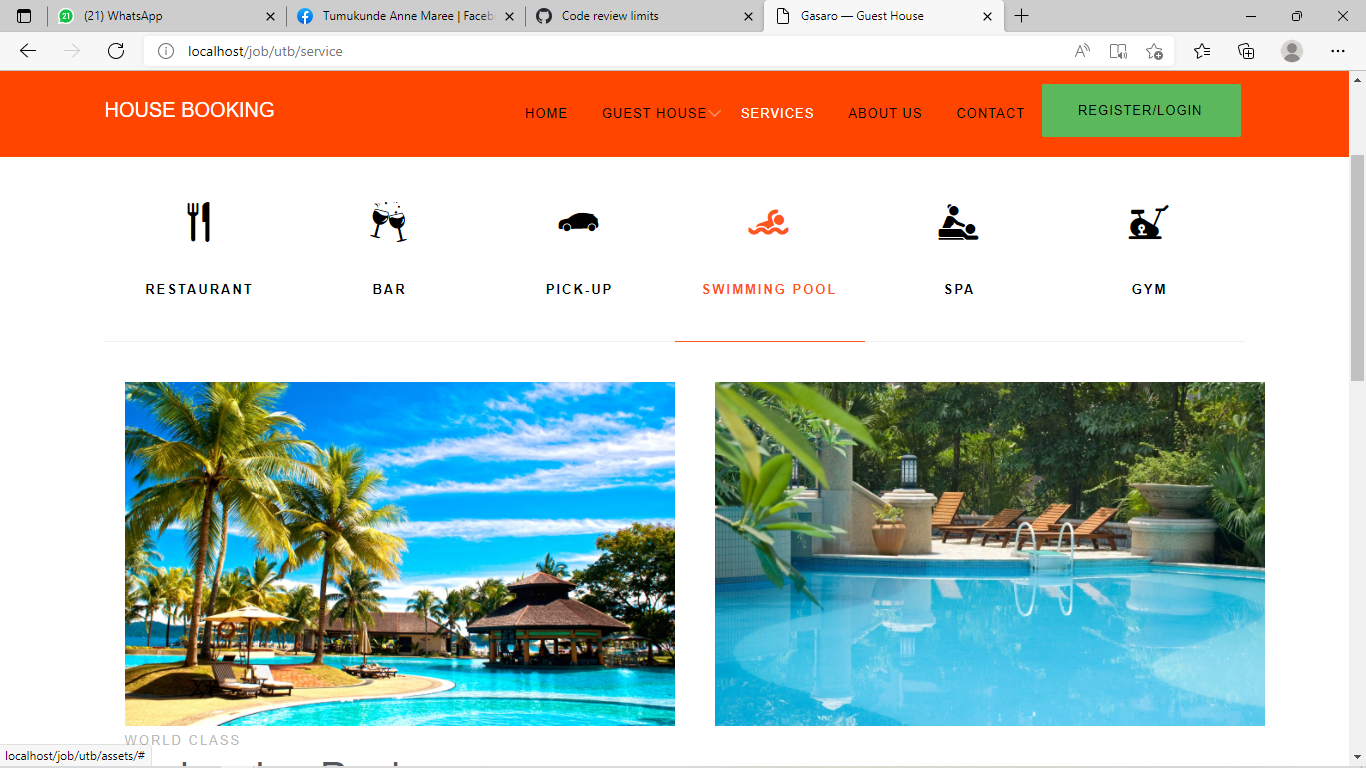 21
(21) WhatsApp
Tumukunde Anne Maree | Faceb
Code review limits
Gasaro — Guest House
localhost/job/utb/service
HOUSE BOOKING
HOME
GUEST HOUSE
SERVICES
ABOUT US
CONTACT
REGISTER/LOGIN
RESTAURANT
BAR
PICK-UP
SWIMMING POOL
SPA
GYM
WORLD CLASS
localhost/job/utb/assets/#